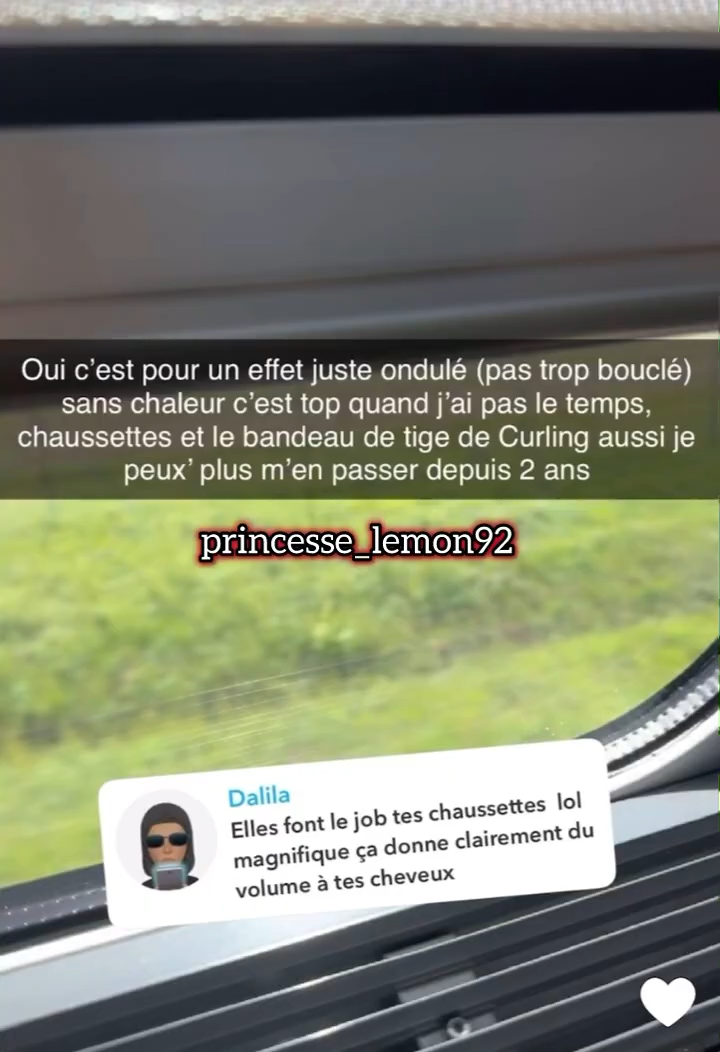 Oui c’est pour un effet juste ondulé (pas trop bouclé)
sans chaleur c’est top quand j’ai pas le temps,
chaussettes et le bandeau de tige de Curling aussi je
peux’ plus m’en passer depuis 2 ans
princesse_lemon92
Dalila
Elles font le job tes chaussettes lol
magnifique ça donne clairement du
volume à tes cheveux